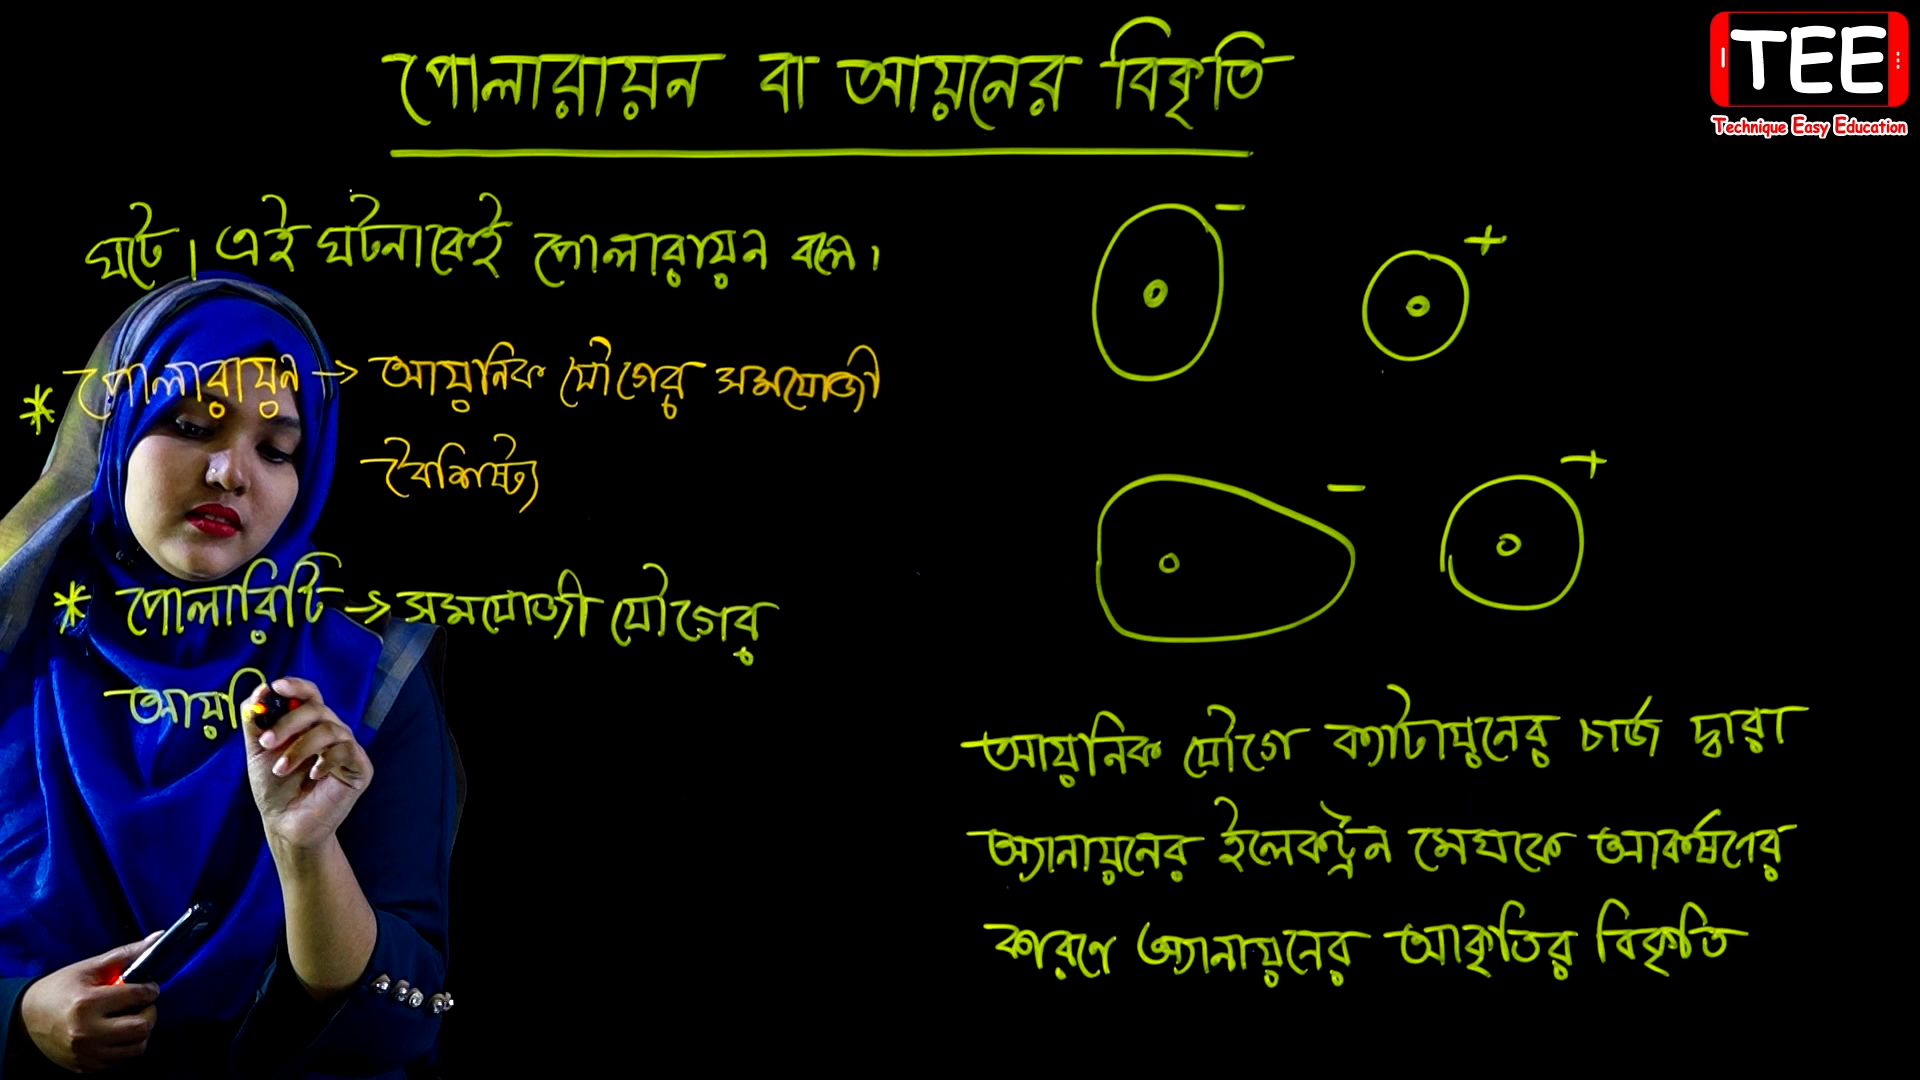 পোলারায়ন বা আয়নের বিকৃতি
TEE
Technique Easy Education
ঘটে। এই ঘটনাকেই পোলারায়ন বলে।
* পোলারায়ন → আয়নিক যৌগের সমযোজী
বৈশিষ্ট্য
* পোলারিটি → সমযোজী যৌগের
আয়নি
− +
− +
আয়নিক যৌগে ক্যাটায়নের চার্জ দ্বারা
অ্যানায়নের ইলেকট্রন মেঘকে আকর্ষণের
কারণে অ্যানায়নের আকৃতির বিকৃতি